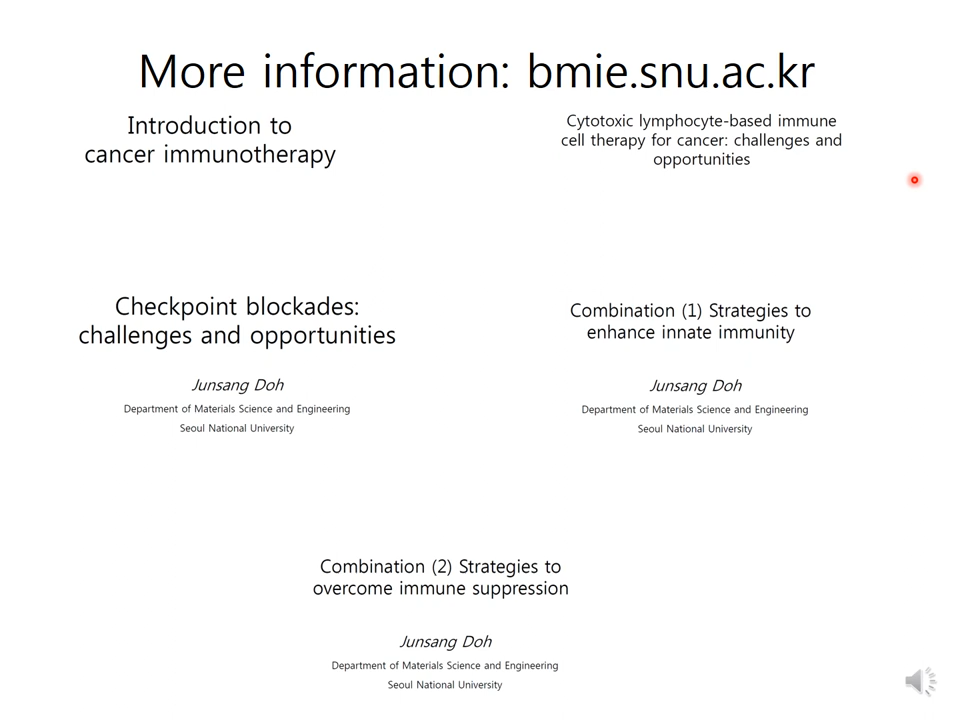 More information: bmie.snu.ac.kr
Introduction to
cancer immunotherapy
Cytotoxic lymphocyte-based immune
cell therapy for cancer: challenges and
opportunities
Checkpoint blockades:
challenges and opportunities
Junsang Doh
Department of Materials Science and Engineering
Seoul National University
Combination (1) Strategies to
enhance innate immunity
Junsang Doh
Department of Materials Science and Engineering
Seoul National University
Combination (2) Strategies to
overcome immune suppression
Junsang Doh
Department of Materials Science and Engineering
Seoul National University